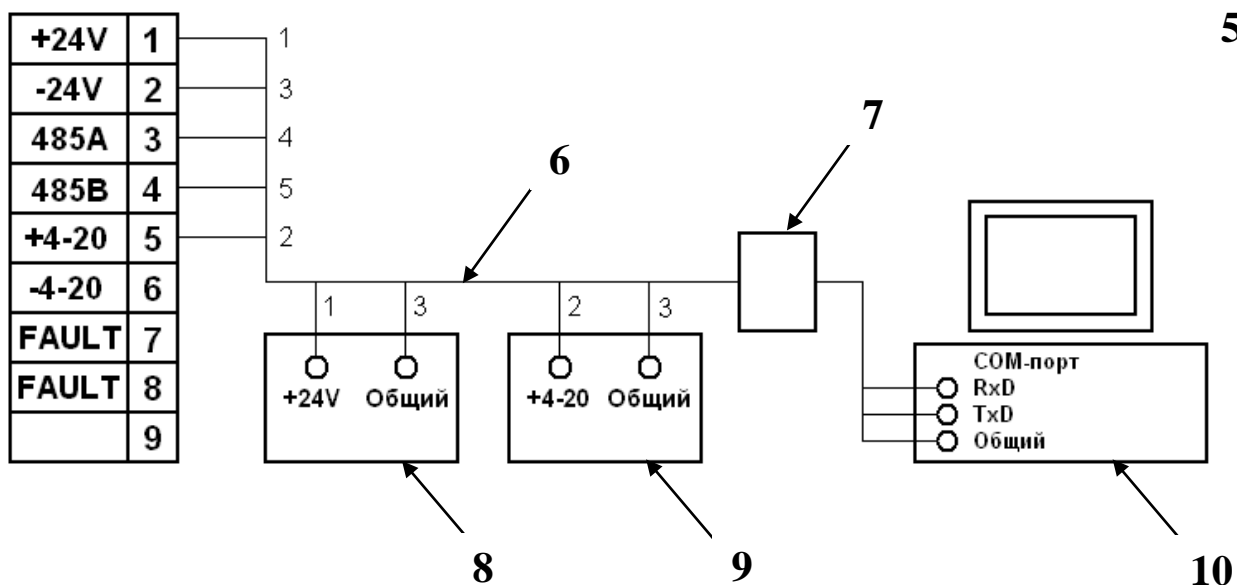 5
+24V 1 1
-24V 2 3
485A 3 4
485B 4 5
+4-20 5 2
-4-20 6
FAULT 7
FAULT 8
9
6
7
1 3
2 3
+24V Общий
+4-20 Общий
COM-порт
RxD
TxD
Общий
8
9
10